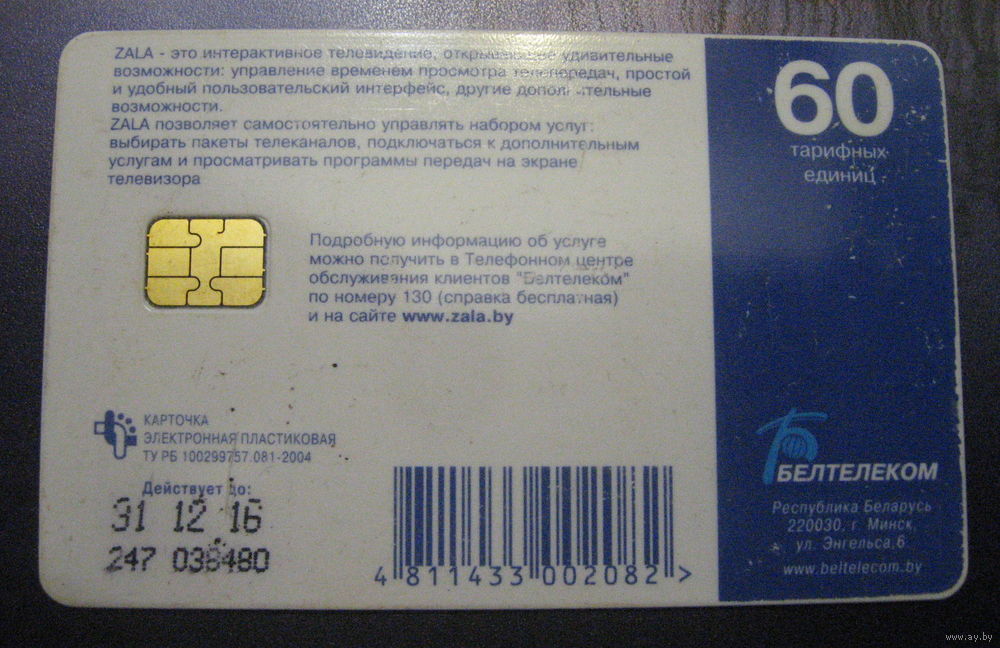 ZALA - это интерактивное телевидение, открывающее удивительные
возможности: управление временем просмотра телепередач, простой
и удобный пользовательский интерфейс, другие дополнительные
возможности.
ZALA позволяет самостоятельно управлять набором услуг:
выбирать пакеты телеканалов, подключаться к дополнительным
услугам и просматривать программы передач на экране
телевизора
60
тарифных
единиц
Подробную информацию об услуге
можно получить в Телефонном центре
обслуживания клиентов "Белтелеком"
по номеру 130 (справка бесплатная)
и на сайте www.zala.by
КАРТОЧКА
ЭЛЕКТРОННАЯ ПЛАСТИКОВАЯ
ТУ РБ 100299757.081-2004
Действует до:
31 12 16
247 038480
4 811433 002082 >
БЕЛТЕЛЕКОМ
Республика Беларусь
220030, г. Минск,
ул. Энгельса,6
www.beltelecom.by
www.ay.by